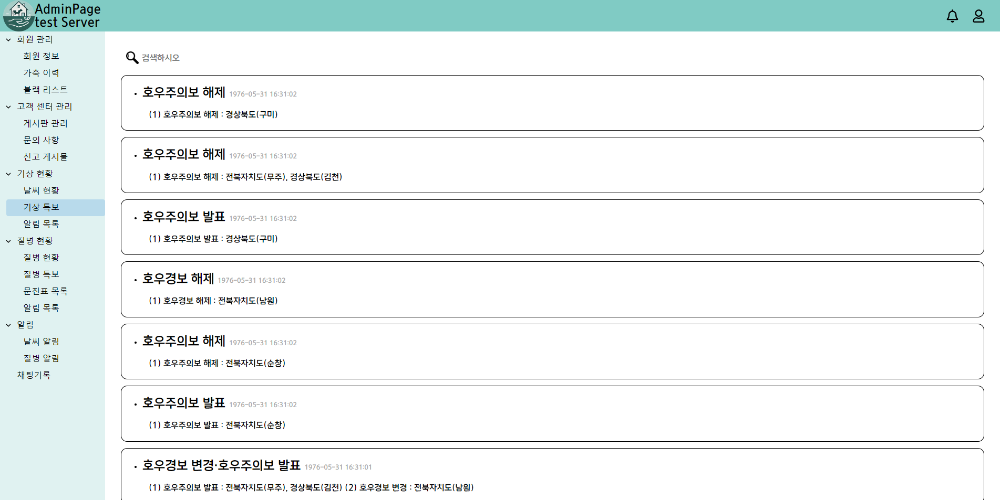 AdminPage
test Server
회원 관리
회원 정보
가축 이력
블랙 리스트
고객 센터 관리
게시판 관리
문의 사항
신고 게시물
기상 현황
날씨 현황
기상 특보
알림 목록
질병 현황
질병 현황
질병 특보
문진표 목록
알림 목록
알림
날씨 알림
질병 알림
채팅기록
검색하시오
• 호우주의보 해제 1976-05-31 16:31:02
(1) 호우주의보 해제 : 경상북도(구미)
• 호우주의보 해제 1976-05-31 16:31:02
(1) 호우주의보 해제 : 전북자치도(무주), 경상북도(김천)
• 호우주의보 발표 1976-05-31 16:31:02
(1) 호우주의보 발표 : 경상북도(구미)
• 호우경보 해제 1976-05-31 16:31:02
(1) 호우경보 해제 : 전북자치도(남원)
• 호우주의보 해제 1976-05-31 16:31:02
(1) 호우주의보 해제 : 전북자치도(순창)
• 호우주의보 발표 1976-05-31 16:31:02
(1) 호우주의보 발표 : 전북자치도(순창)
• 호우경보 변경·호우주의보 발표 1976-05-31 16:31:01
(1) 호우주의보 발표 : 전북자치도(무주), 경상북도(김천) (2) 호우경보 변경 : 전북자치도(남원)